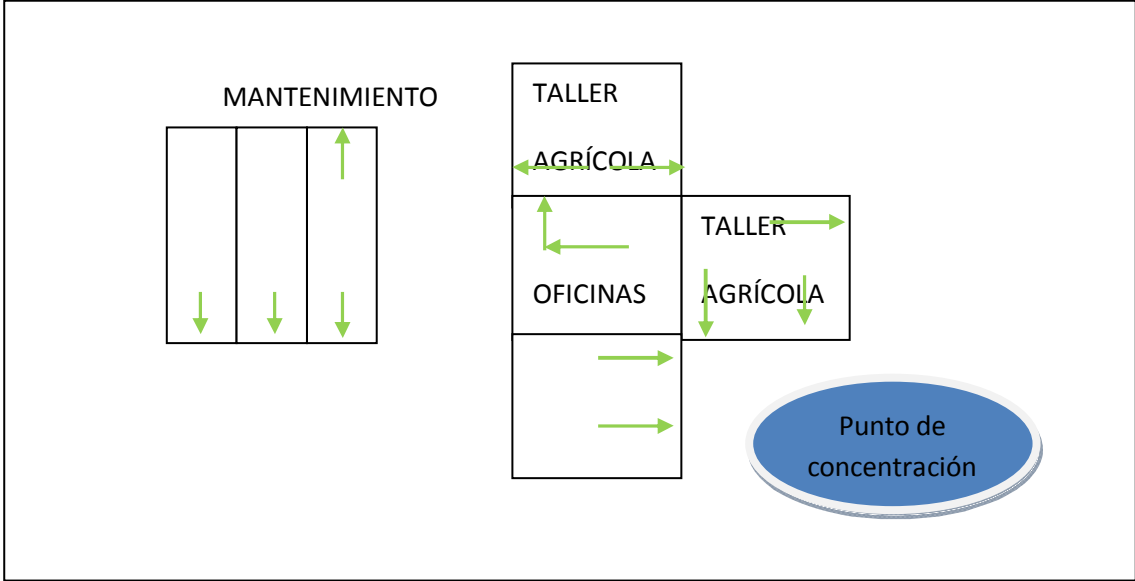 MANTENIMIENTO
TALLER
AGRÍCOLA
OFICINAS
TALLER
AGRÍCOLA
Punto de
concentración